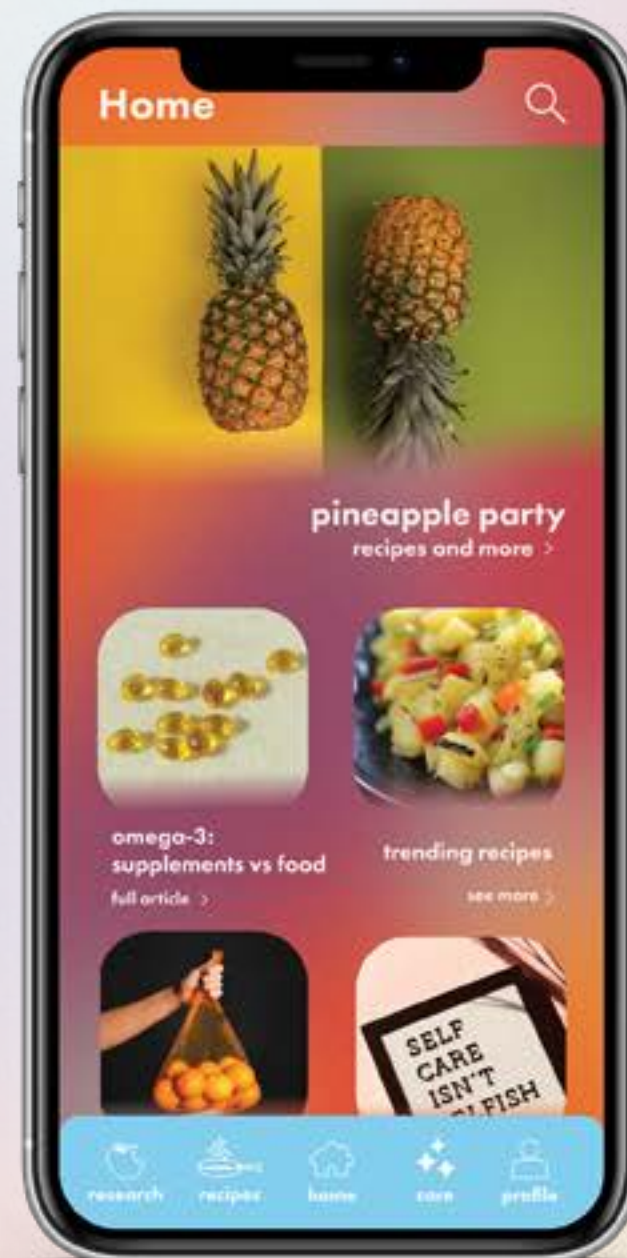 Home
pineapple party
recipes and more >
omega-3:
supplements vs food
full article >
trending recipes
see more >
SELF
CARE
ISN'T
research
recipes
home
care
profile